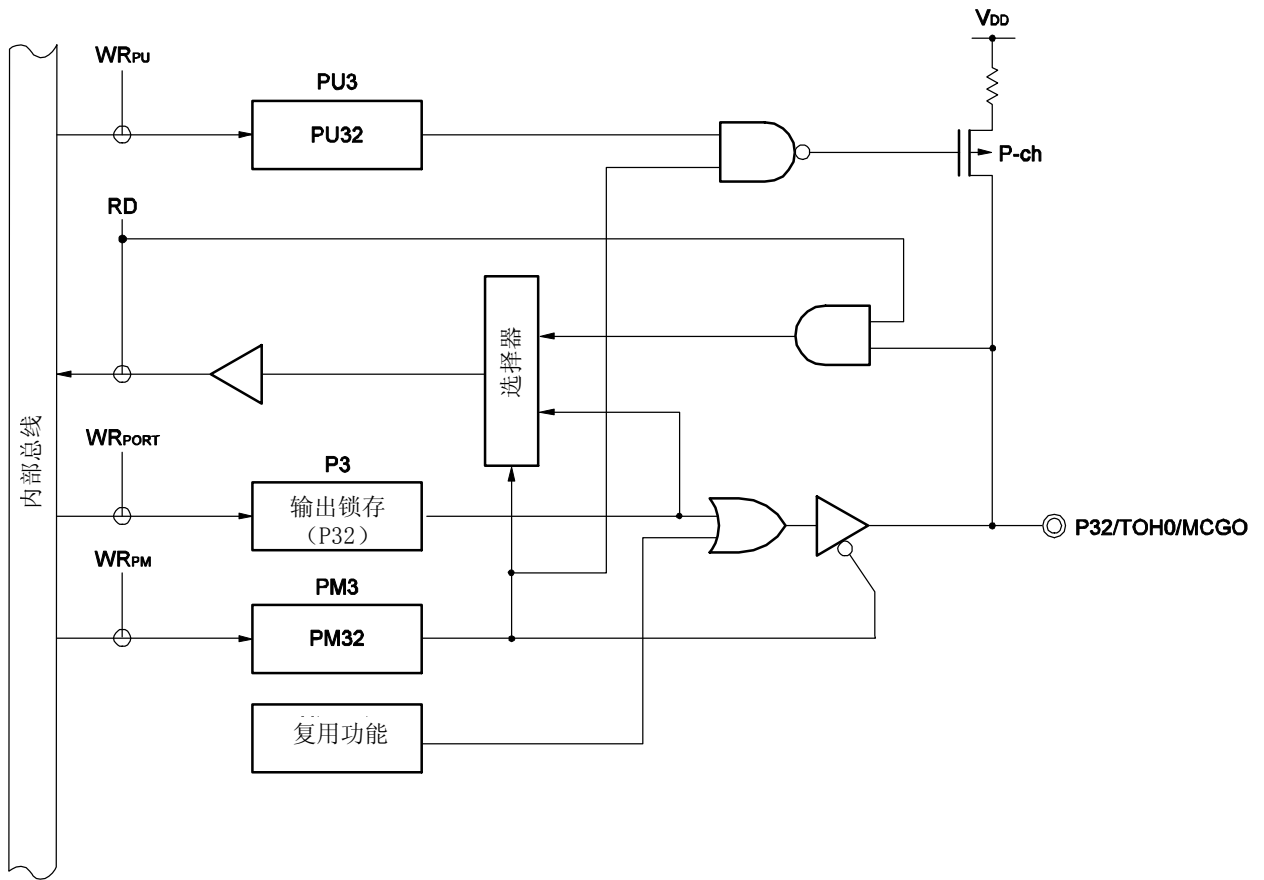 VDD
WRPU
PU3
PU32
P-ch
RD
选择器
内部总线
WRPORT
P3
输出锁存
（P32）
P32/TOH0/MCGO
WRPM
PM3
PM32
复用功能